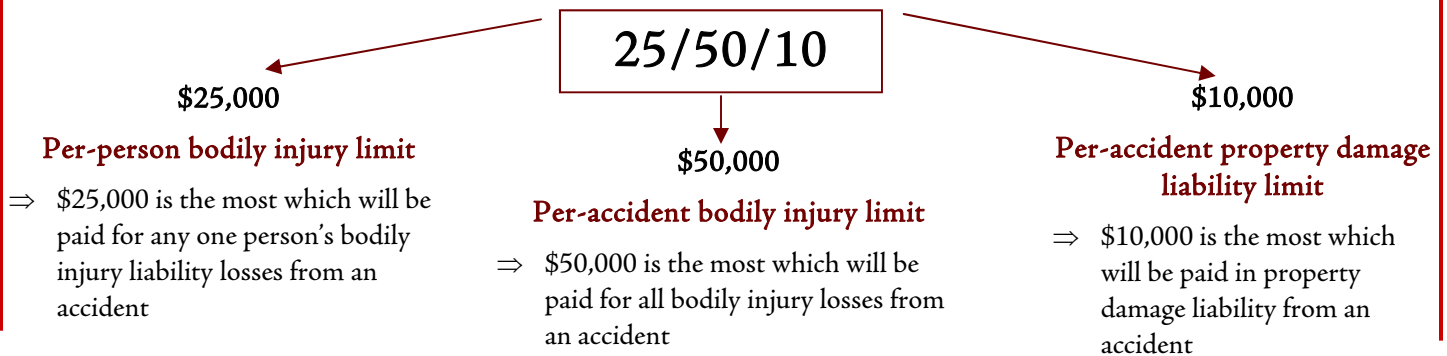 25/50/10
$25,000
Per-person bodily injury limit
⇒ $25,000 is the most which will be
paid for any one person’s bodily
injury liability losses from an
accident
$50,000
Per-accident bodily injury limit
⇒ $50,000 is the most which will be
paid for all bodily injury losses from
an accident
$10,000
Per-accident property damage
liability limit
⇒ $10,000 is the most which
will be paid in property
damage liability from an
accident